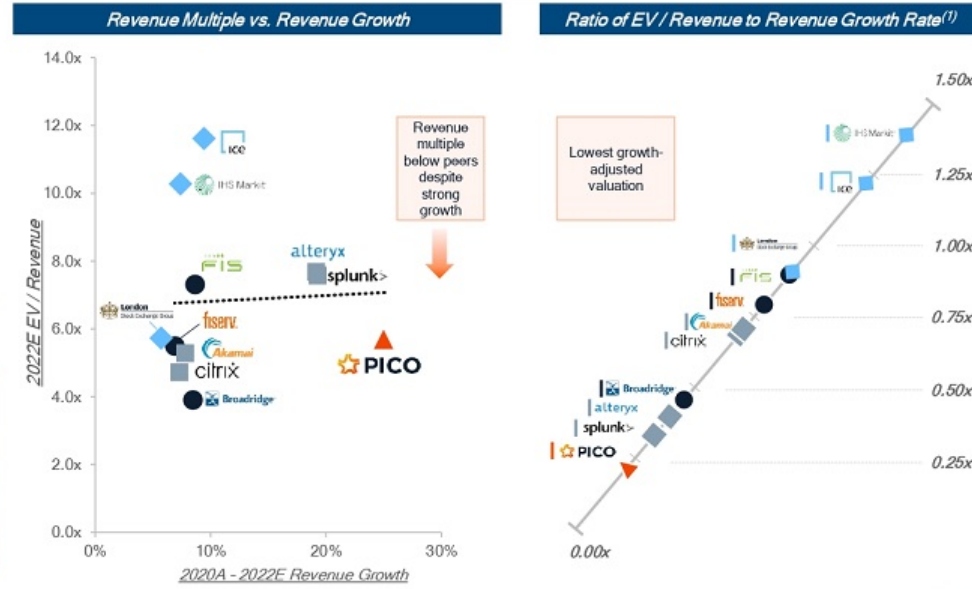 Revenue Multiple vs. Revenue Growth
14.0x
12.0x
10.0x
8.0x
6.0x
4.0x
2.0x
0.0x
2022E EV / Revenue
0%
10%
20%
30%
2020A - 2022E Revenue Growth
ice
IHS Markit
FIS
alteryx
splunk>
London
Stock Exchange Group
fiserv.
Akamai
citrix
Broadridge
PICO
Revenue
multiple
below peers
despite
strong
growth
Ratio of EV / Revenue to Revenue Growth Rate(1)
Lowest growth-
adjusted
valuation
1.50x
1.25x
1.00x
0.75x
0.50x
0.25x
0.00x
IHS Markit
ice
London
Stock Exchange Group
FIS
fiserv.
Akamai
citrix
Broadridge
alteryx
splunk>
PICO